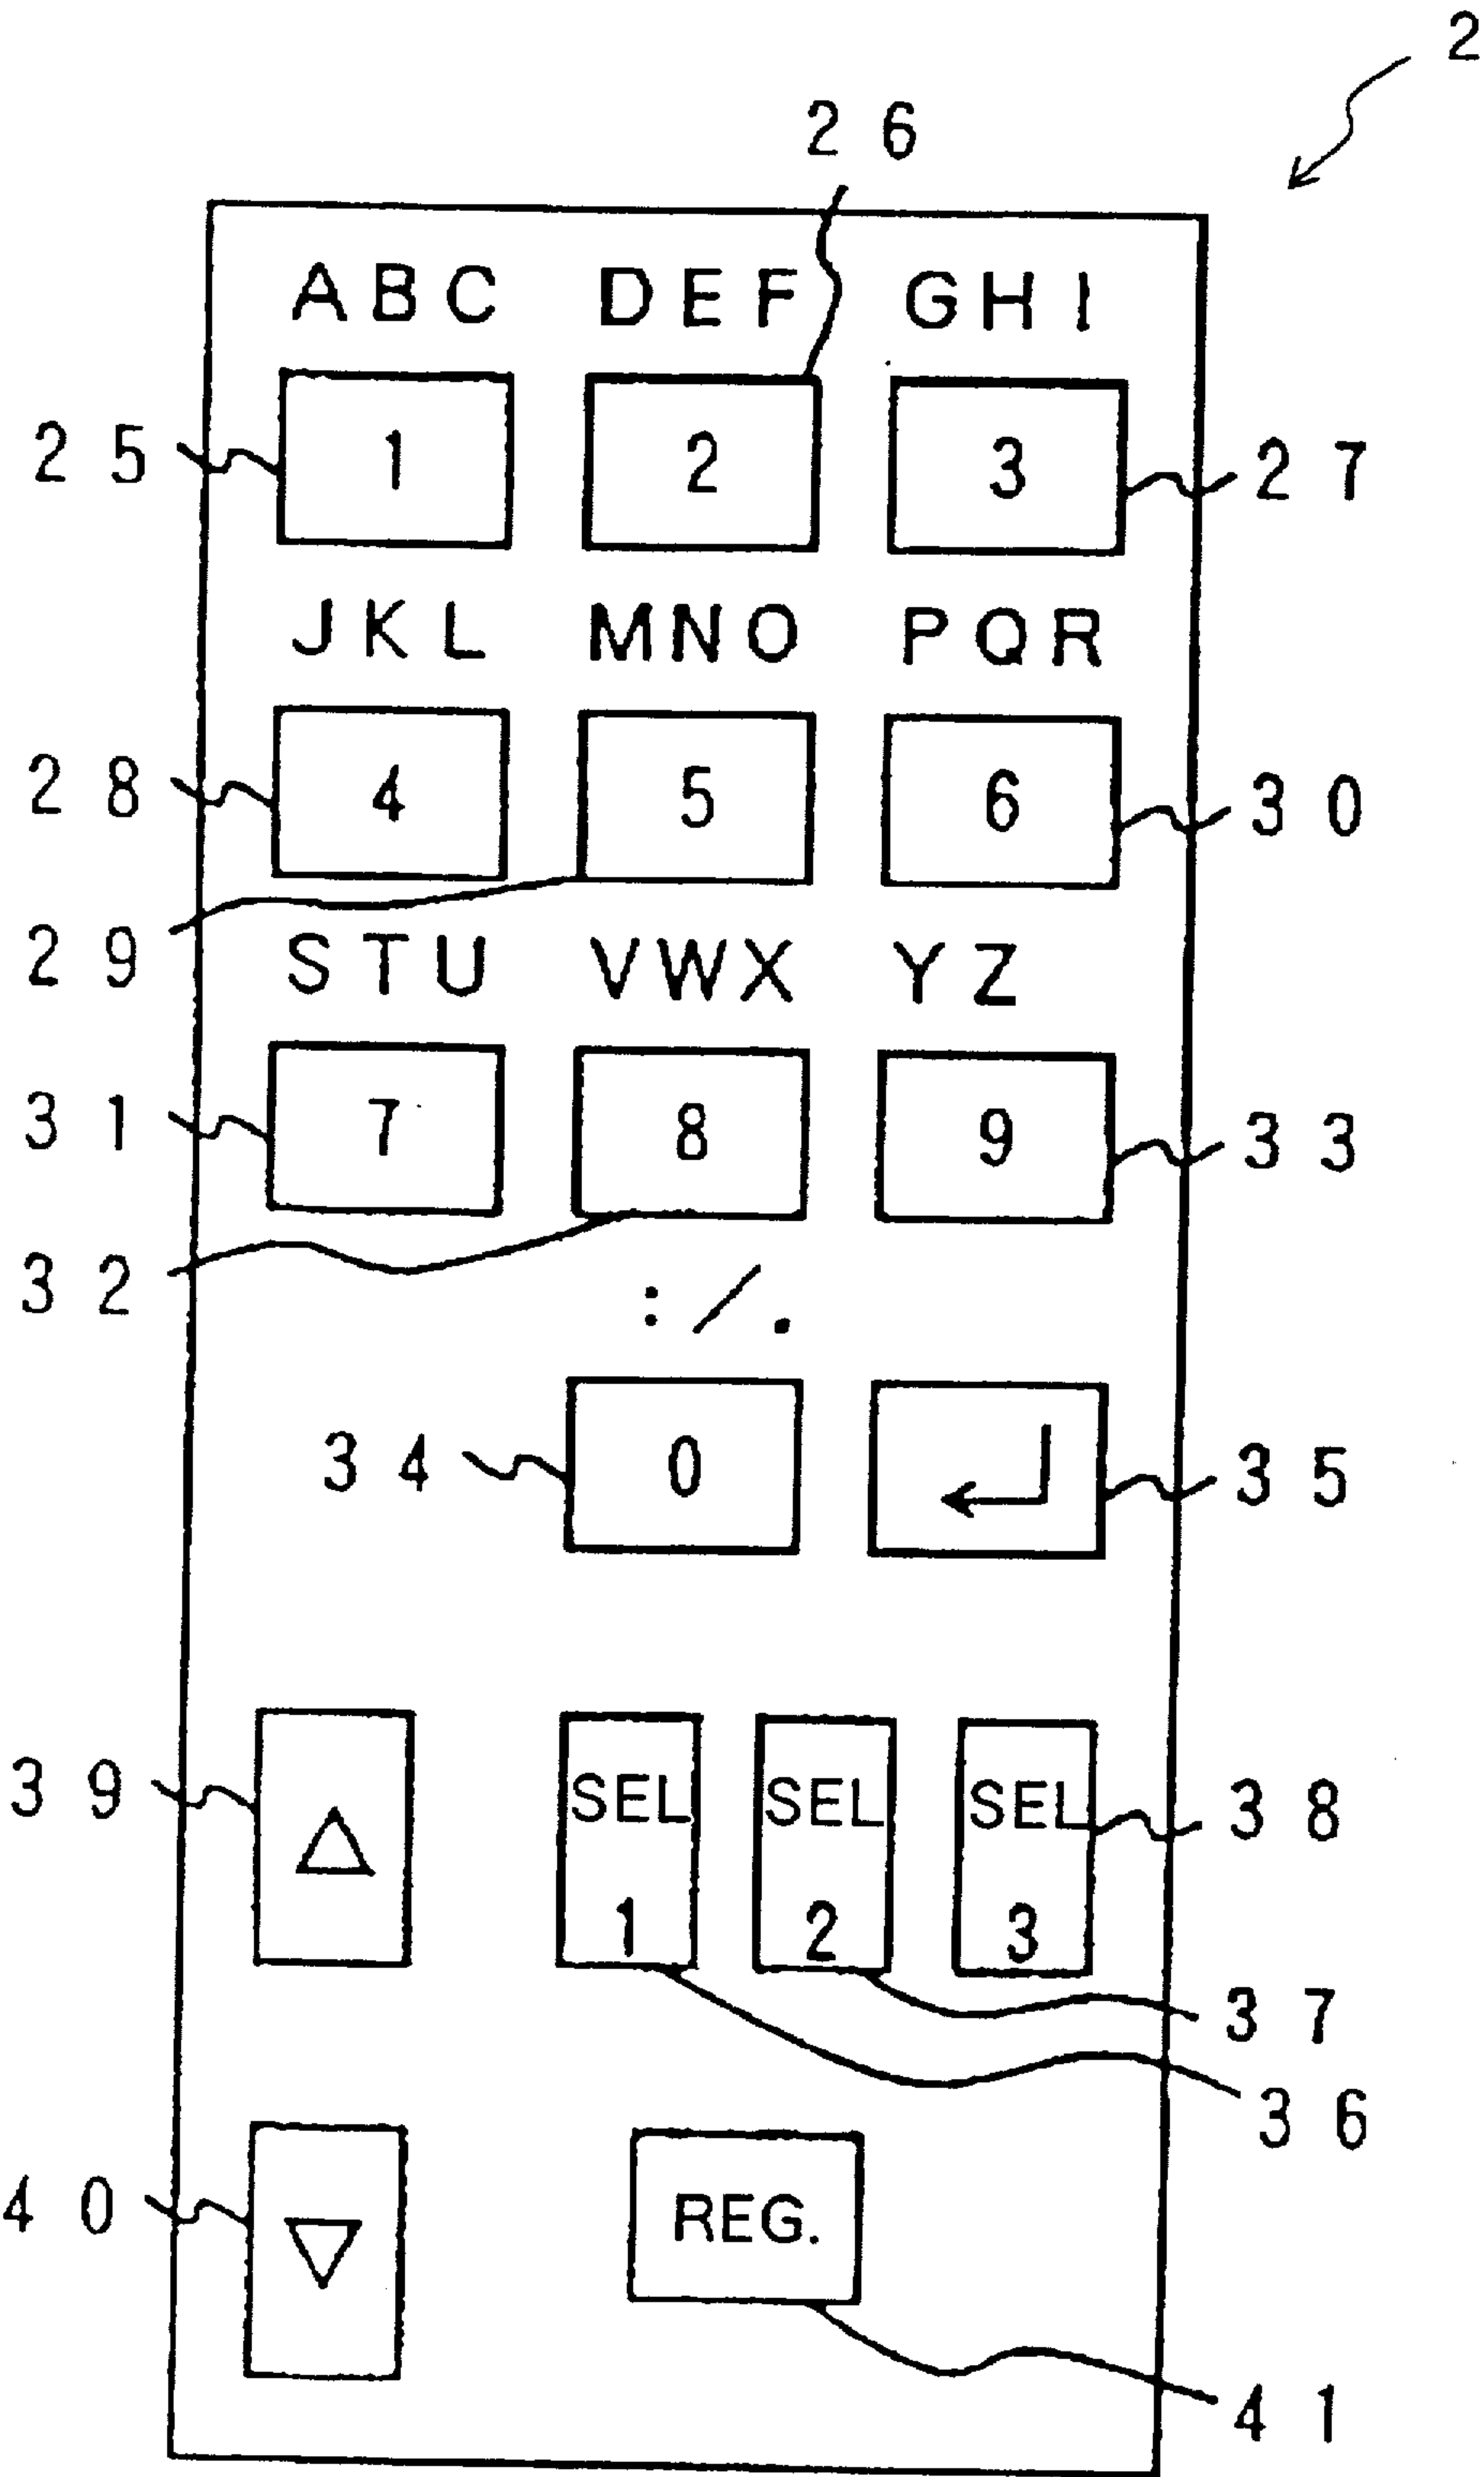 2
26
ABC DEF GHI
25 1 2 3 27
JKL MNO PQR
28 4 5 6 30
29 STU VWX YZ
31 7 8 9 33
32
:/.
34 0 35
39 SEL SEL SEL 38
1 2 3
37
36
40 REG.
41